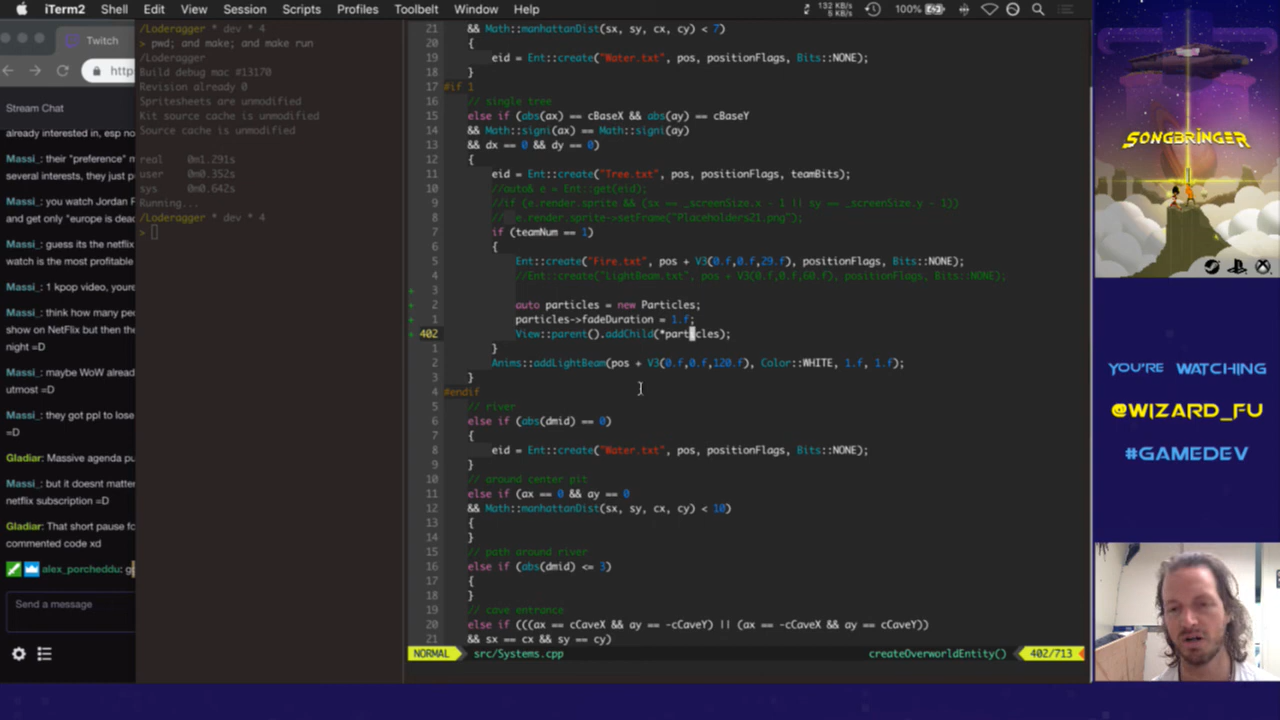 iTerm2 Shell Edit View Session Scripts Profiles Toolbelt Window Help
132 KB/s
5 KB/s
100%
Twitch
http
Stream Chat
already interested in, esp no
Massi_: their "preference" m
several interests, they just p
Massi_: you watch Jordan F
and get only "europe is dead
Massi_: guess its the netflix
watch is the most profitable
Massi_: 1 kpop video, youre
Massi_: think how many peo
show on NetFlix but then the
night =D
Massi_: maybe WoW alread
utmost =D
Massi_: they got ppl to lose
=D
Gladiar: Massive agenda pu
Massi_: but it doesnt matter
netflix subscription =D
Gladiar: That short pause fo
commented code xd
alex_porcheddu: g
Send a message
/Loderagger * dev * 4
> pwd; and make; and make run
/Loderagger
Build debug mac #13170
Revision already 0
Spritesheets are unmodified
Kit source cache is unmodified
Source cache is unmodified
real 0m1.291s
user 0m0.352s
sys 0m0.642s
Running...
/Loderagger * dev * 4
>
21 && Math::manhattanDist(sx, sy, cx, cy) < 7)
20 {
19 eid = Ent::create("Water.txt", pos, positionFlags, Bits::NONE);
18 }
17 #if 1
16 // single tree
15 else if (abs(ax) == cBaseX && abs(ay) == cBaseY
14 && Math::signi(ax) == Math::signi(ay)
13 && dx == 0 && dy == 0)
12 {
11 eid = Ent::create("Tree.txt", pos, positionFlags, teamBits);
10 //auto& e = Ent::get(eid);
9 //if (e.render.sprite && (sx == _screenSize.x - 1 || sy == _screenSize.y - 1))
8 // e.render.sprite->setFrame("Placeholders21.png");
7 if (teamNum == 1)
6 {
5 Ent::create("Fire.txt", pos + V3(0.f,0.f,29.f), positionFlags, Bits::NONE);
4 //Ent::create("LightBeam.txt", pos + V3(0.f,0.f,60.f), positionFlags, Bits::NONE);
3
2 auto particles = new Particles;
1 particles->fadeDuration = 1.f;
402 View::parent().addChild(*particles);
1 }
2 Anims::addLightBeam(pos + V3(0.f,0.f,120.f), Color::WHITE, 1.f, 1.f);
3 }
4 #endif
5 // river
6 else if (abs(dmid) == 0)
7 {
8 eid = Ent::create("Water.txt", pos, positionFlags, Bits::NONE);
9 }
10 // around center pit
11 else if (ax == 0 && ay == 0
12 && Math::manhattanDist(sx, sy, cx, cy) < 10)
13 {
14 }
15 // path around river
16 else if (abs(dmid) <= 3)
17 {
18 }
19 // cave entrance
20 else if (((ax == cCaveX && ay == -cCaveY) || (ax == -cCaveX && ay == cCaveY))
21 && sx == cx && sy == cy)
NORMAL src/Systems.cpp createOverworldEntity() 402/713
SONGBRINGER
YOU'RE WATCHING
@WIZARD_FU
#GAMEDEV